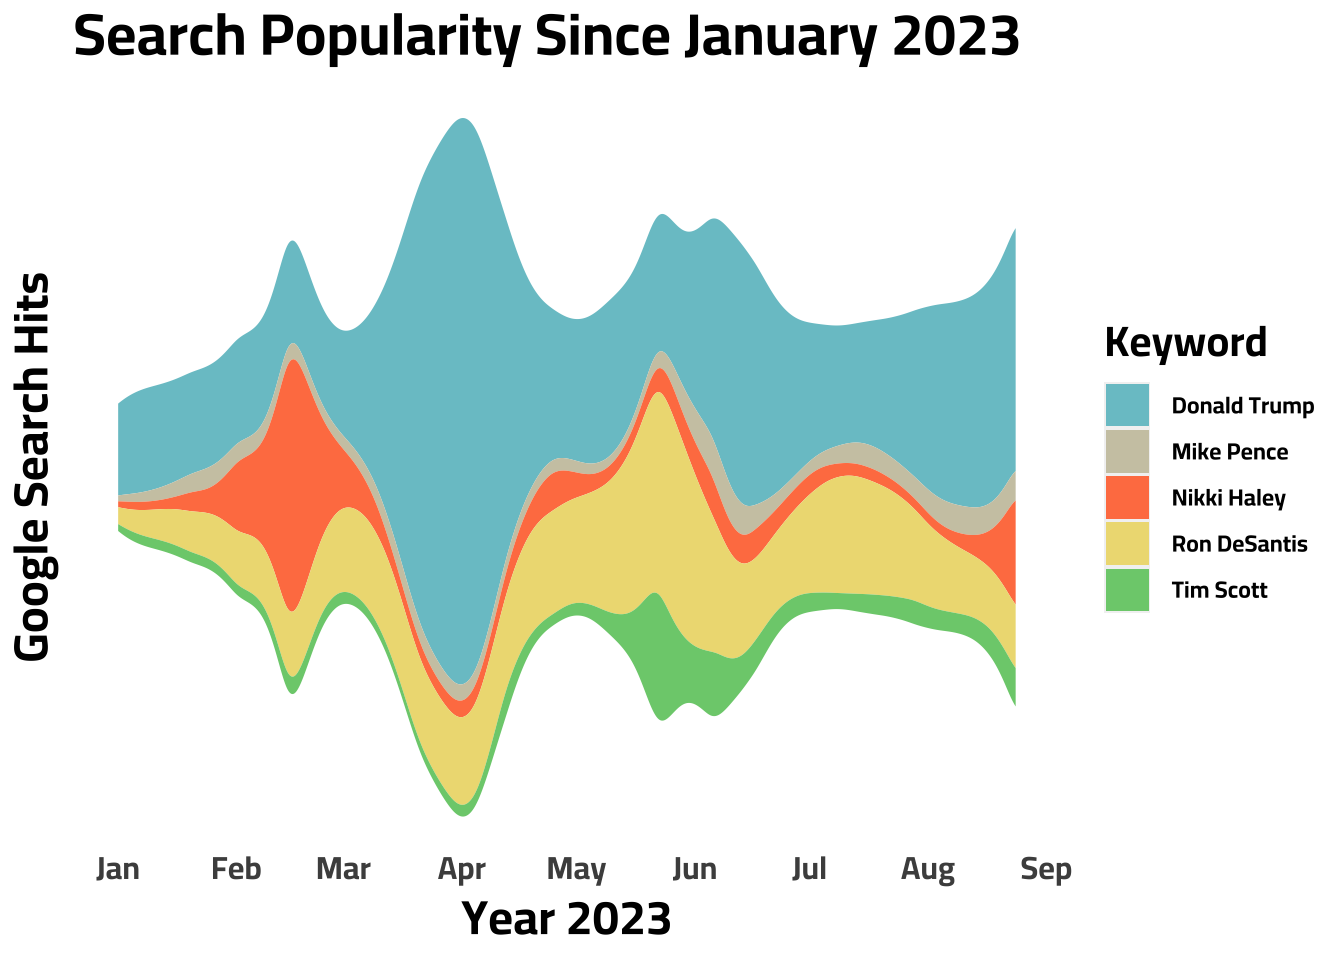 Search Popularity Since January 2023
Google Search Hits
Keyword
Donald Trump
Mike Pence
Nikki Haley
Ron DeSantis
Tim Scott
Jan Feb Mar Apr May Jun Jul Aug Sep
Year 2023